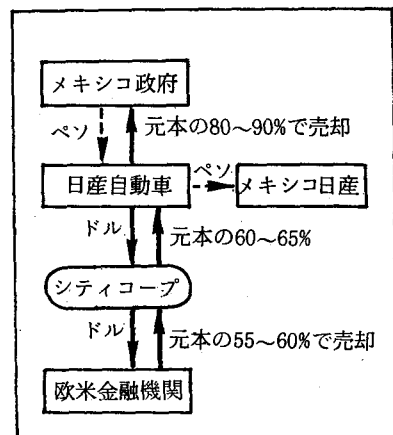 メキシコ政府
ペソ
元本の80～90%で売却
日産自動車
ペソ
メキシコ日産
ドル
元本の60～65%
シティコープ
ドル
元本の55～60%で売却
欧米金融機関